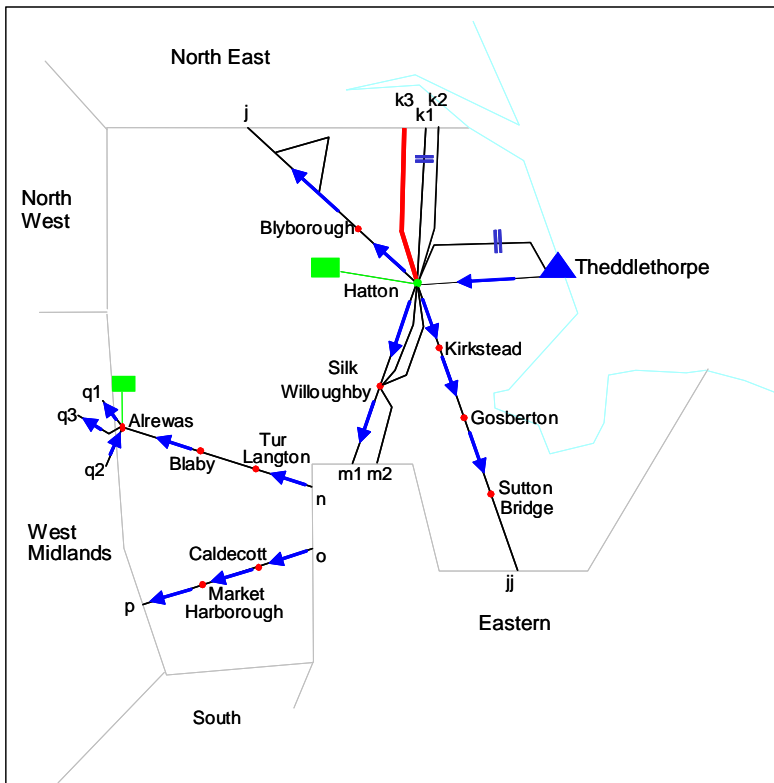 North East
k3
k2
k1
j
North
West
Blyborough
Theddlethorpe
Hatton
Kirkstead
Silk
Willoughby
q1
q3
Alrewas
Gosberton
Tur
Langton
Blaby
q2
m1
m2
Sutton
Bridge
n
West
Midlands
Caldecott
o
Market
Harborough
p
jj
Eastern
South